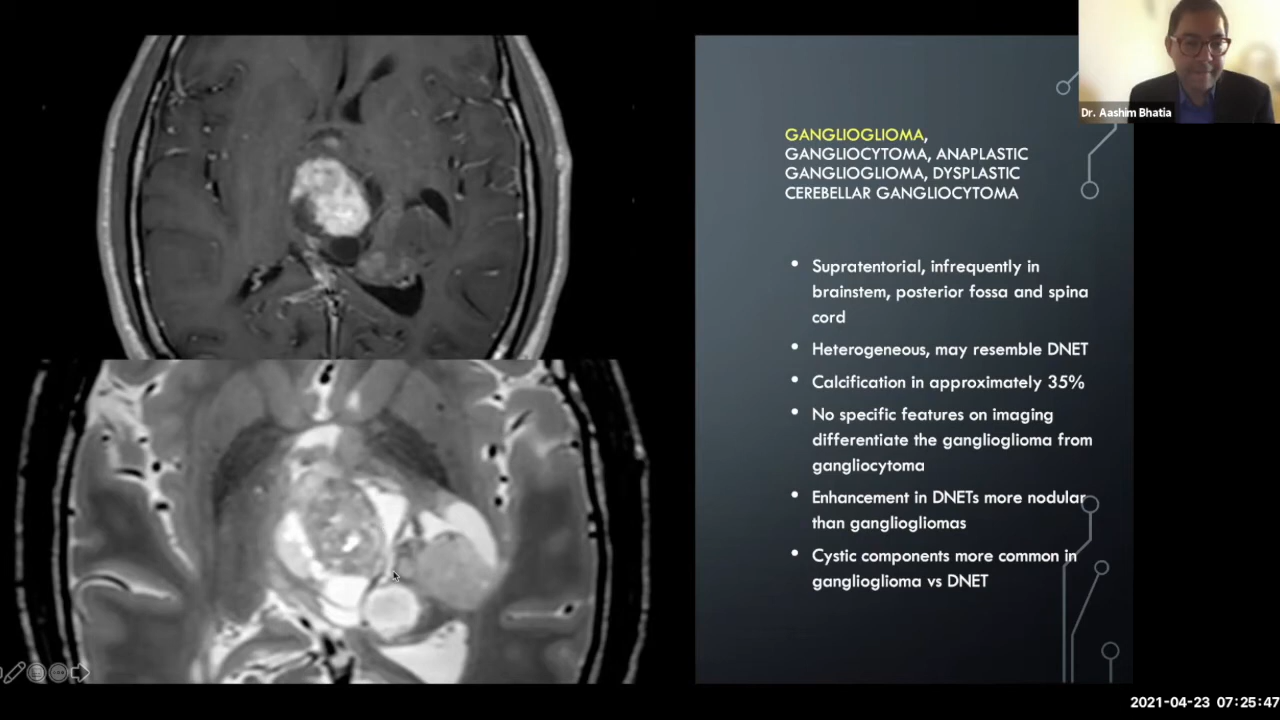 Dr. Aashim Bhatia
GANGLIOGLIOMA,
GANGLIOCYTOMA, ANAPLASTIC
GANGLIOGLIOMA, DYSPLASTIC
CEREBELLAR GANGLIOCYTOMA
• Supratentorial, infrequently in
brainstem, posterior fossa and spina
cord
• Heterogeneous, may resemble DNET
• Calcification in approximately 35%
• No specific features on imaging
differentiate the ganglioglioma from
gangliocytoma
• Enhancement in DNETs more nodular
than gangliogliomas
• Cystic components more common in
ganglioglioma vs DNET
2021-04-23 07:25:47